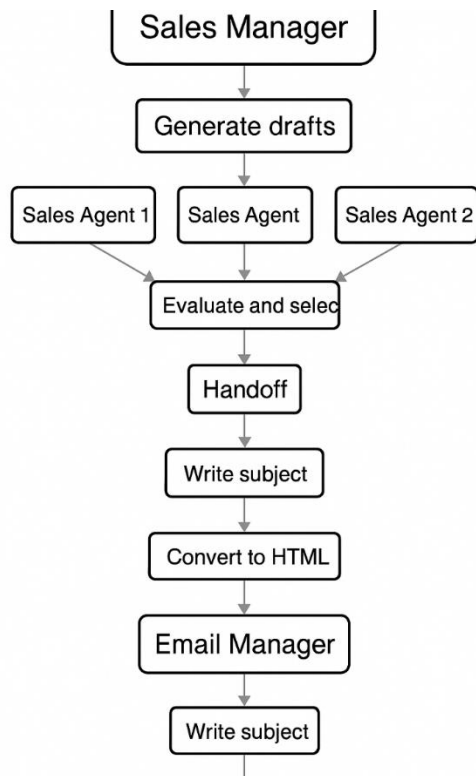 Sales Manager
Generate drafts
Sales Agent 1
Sales Agent
Sales Agent 2
Evaluate and selec
Handoff
Write subject
Convert to HTML
Email Manager
Write subject